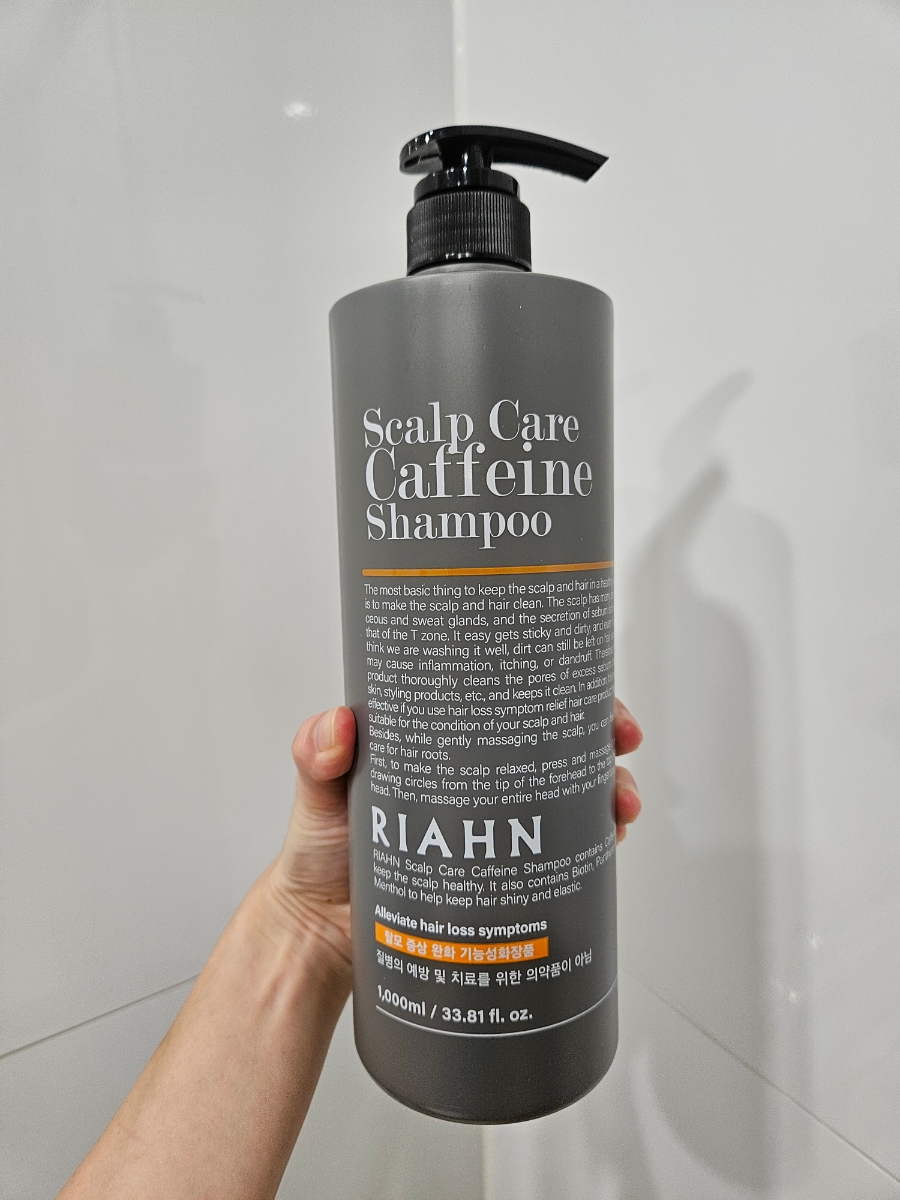 Scalp Care
Caffeine
Shampoo
The most basic thing to keep the scalp and hair in a
is to make the scalp and hair clean. The scalp has many
ceous and sweat glands, and the secretion of sebum
that of the T zone. It easy gets sticky and dirty, and even
think we are washing it well, dirt can still be left on
may cause inflammation, itching, or dandruff. Therefore,
product thoroughly cleans the pores of excess sebum
skin, styling products, etc., and keeps it clean. In addition,
effective if you use hair loss symptom relief hair care
suitable for the condition of your scalp and hair.
Besides, while gently massaging the scalp, you can
care for hair roots.
First, to make the scalp relaxed, press and massage
drawing circles from the tip of the forehead to the
head. Then, massage your entire head with your
RIAHN
RIAHN Scalp Care Caffeine Shampoo contains
keep the scalp healthy. It also contains Biotin,
Menthol to help keep hair shiny and elastic.
Alleviate hair loss symptoms
탈모 증상 완화 기능성화장품
질병의 예방 및 치료를 위한 의약품이 아님
1,000ml / 33.81 fl. oz.